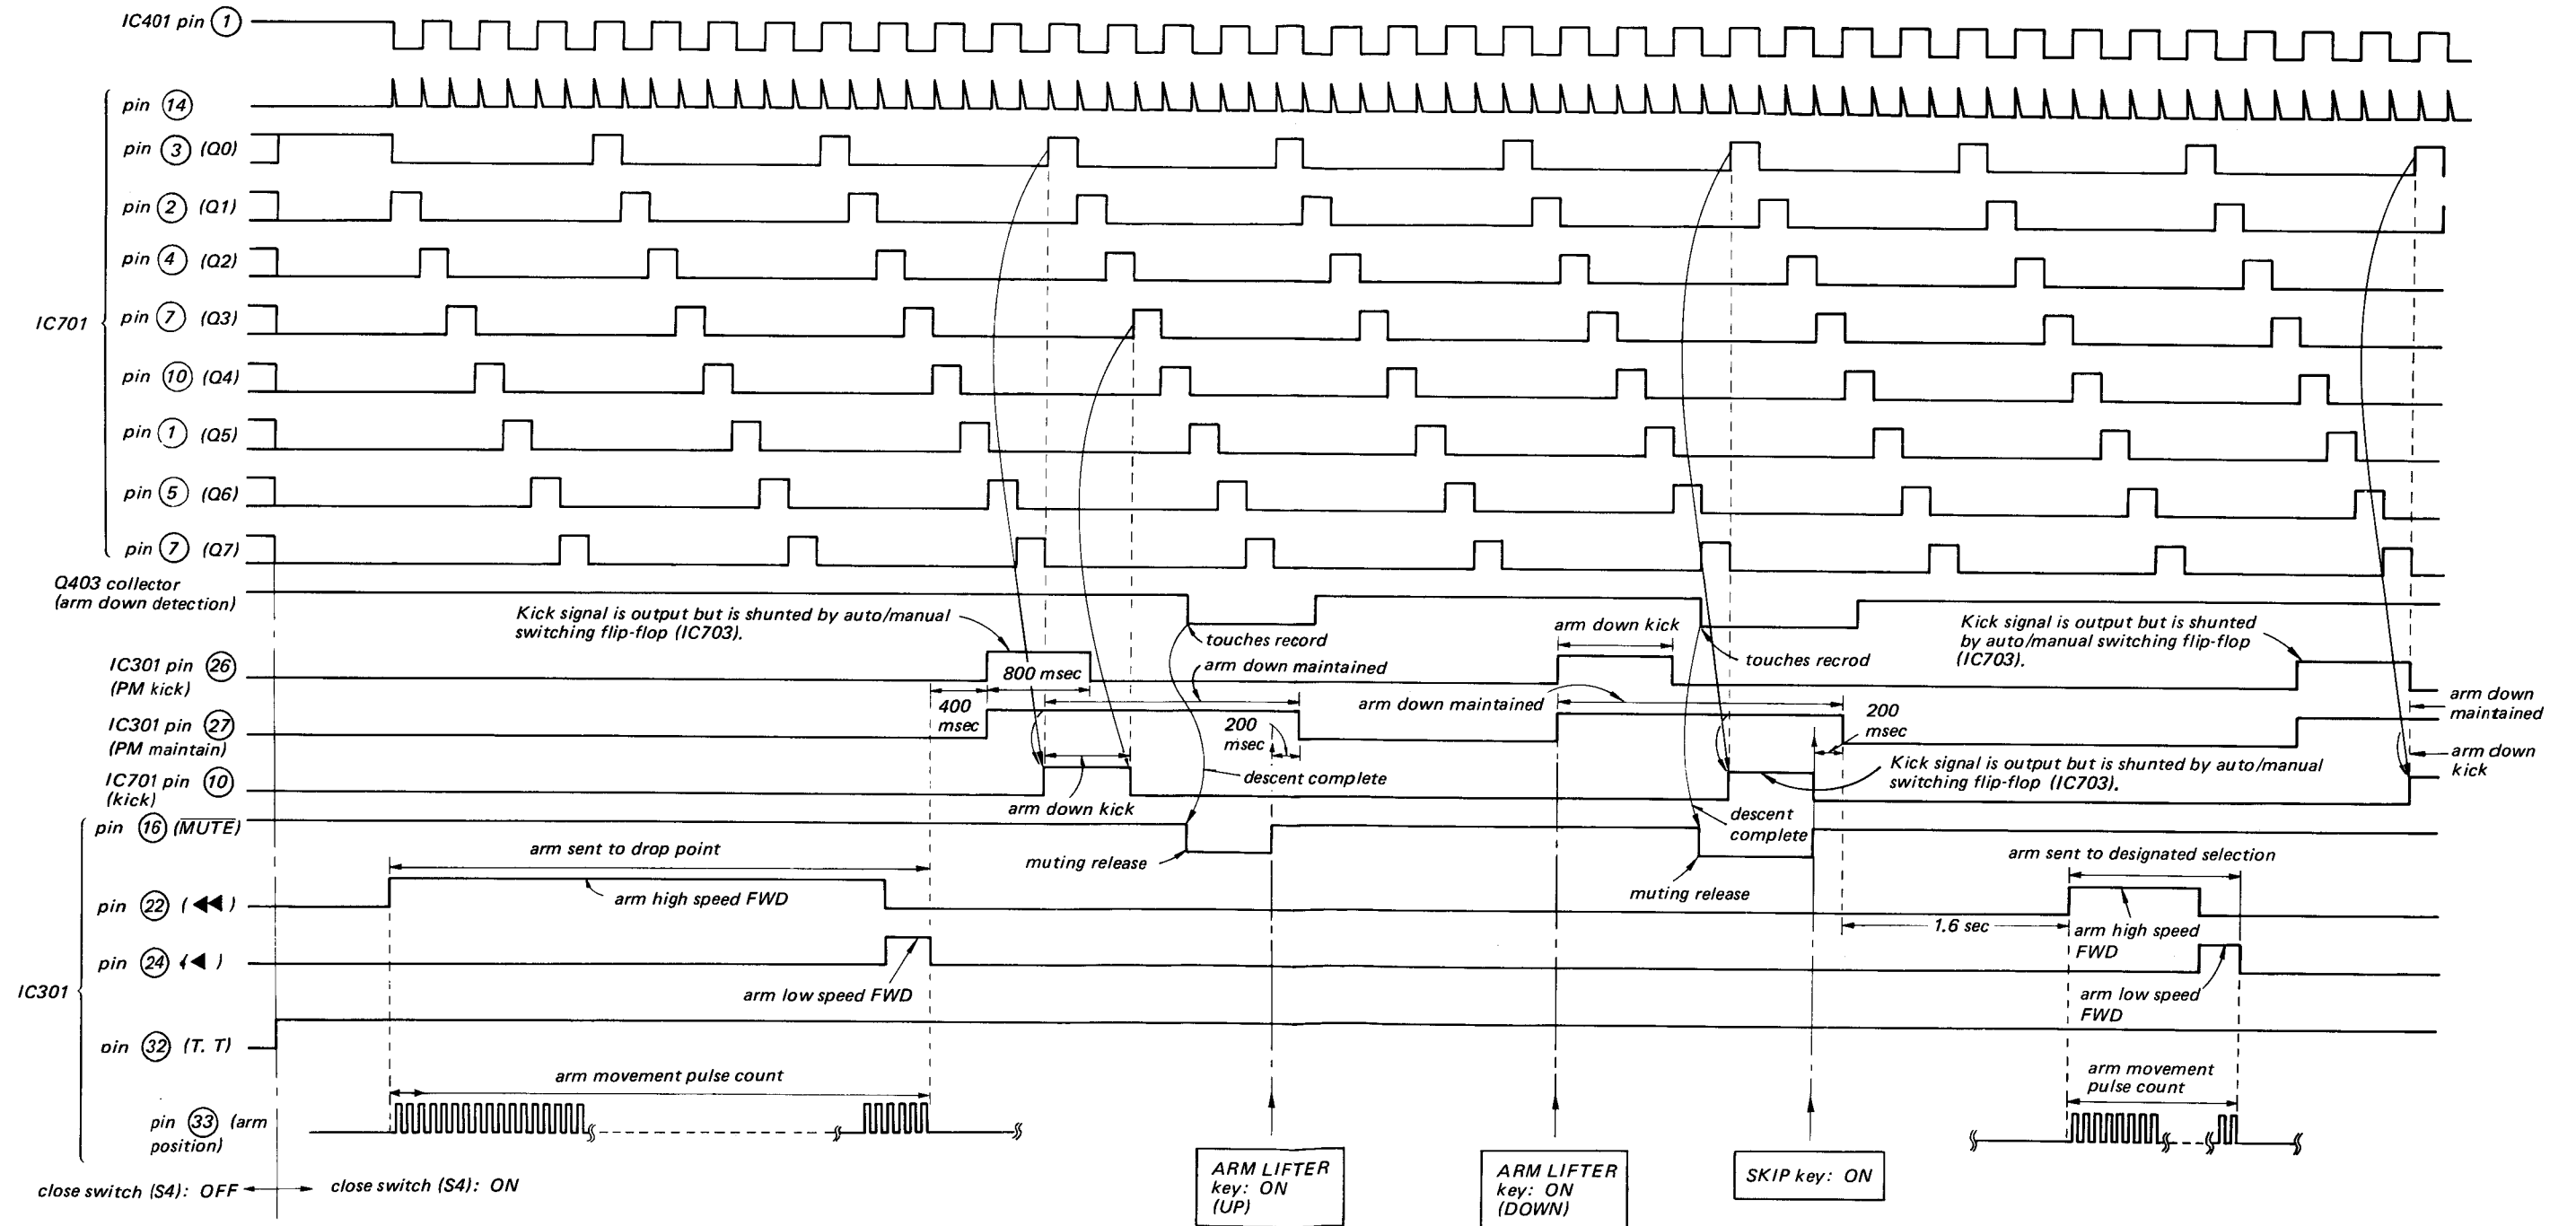 IC401 pin 1
pin 14
pin 3 (Q0)
pin 2 (Q1)
pin 4 (Q2)
IC701
pin 7 (Q3)
pin 10 (Q4)
pin 1 (Q5)
pin 5 (Q6)
pin 7 (Q7)
Q403 collector
(arm down detection)
Kick signal is output but is shunted by auto/manual
switching flip-flop (IC703).
touches record
arm down kick
touches recrod
Kick signal is output but is shunted
by auto/manual switching flip-flop
(IC703).
IC301 pin 26
(PM kick)
800 msec
arm down maintained
400
msec
IC301 pin 27
(PM maintain)
200
msec
arm down maintained
200
msec
arm down
maintained
IC701 pin 10
(kick)
arm down kick
descent complete
Kick signal is output but is shunted by auto/manual
switching flip-flop (IC703).
arm down
kick
IC301
pin 16 (MUTE)
muting release
descent
complete
muting release
arm sent to drop point
arm sent to designated selection
pin 22 (◀◀)
arm high speed FWD
1.6 sec
arm high speed
FWD
pin 24 (◀)
arm low speed FWD
arm low speed
FWD
pin 32 (T. T)
arm movement pulse count
arm movement
pulse count
pin 33 (arm
position)
close switch (S4): OFF
close switch (S4): ON
ARM LIFTER
key: ON
(UP)
ARM LIFTER
key: ON
(DOWN)
SKIP key: ON